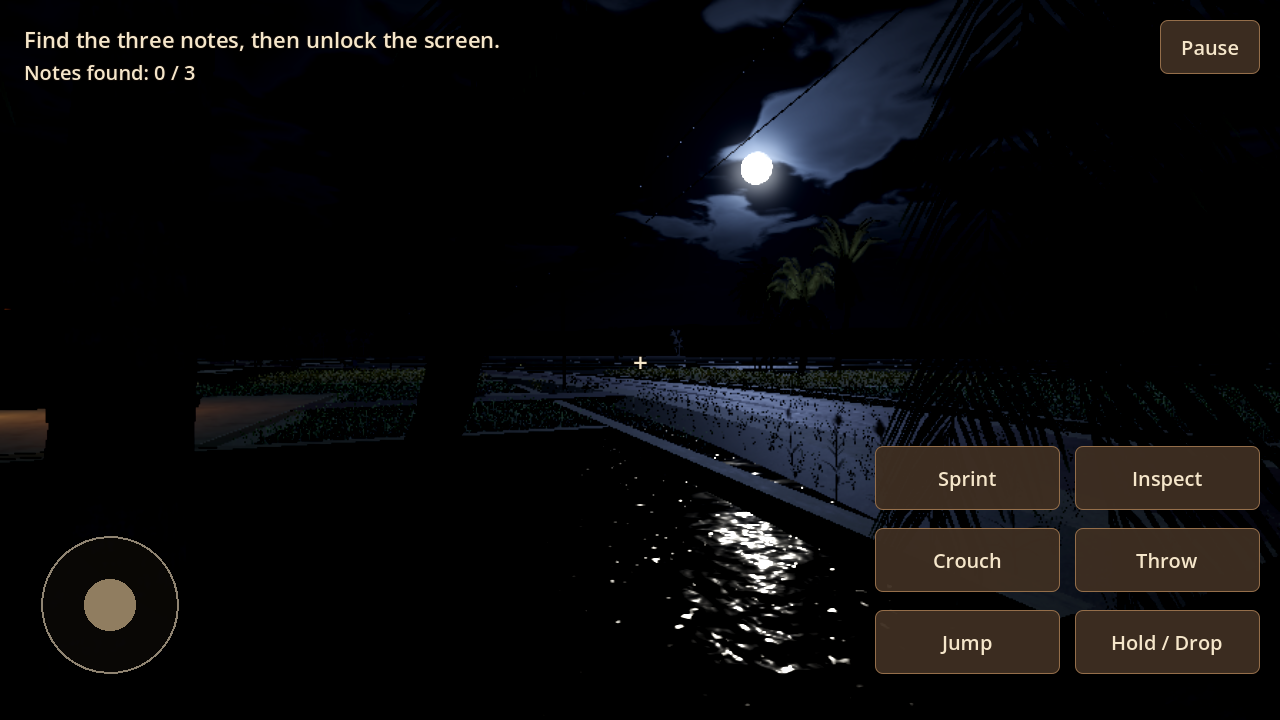 Find the three notes, then unlock the screen.
Notes found: 0 / 3
Pause
Sprint
Inspect
Crouch
Throw
Jump
Hold / Drop